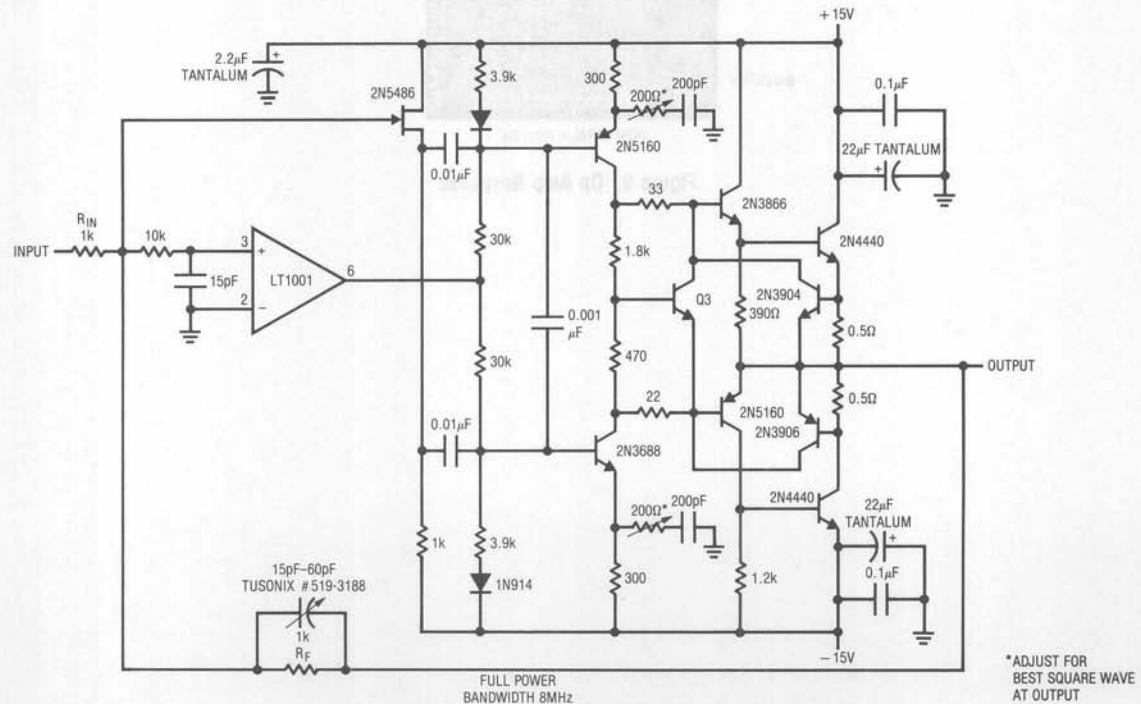 +15V
2.2µF
TANTALUM
3.9k
300
2N5486
200Ω*
200pF
0.1µF
2N5160
22µF TANTALUM
0.01µF
33
2N3866
RIN
1k
10k
30k
1.8k
2N4440
INPUT
3
+
LT1001
6
15pF
2
−
Q3
2N3904
390Ω
0.5Ω
0.001
µF
OUTPUT
30k
470
0.5Ω
22
2N5160
2N3906
0.01µF
2N3688
2N4440
200Ω*
200pF
22µF
TANTALUM
1k
3.9k
15pF–60pF
TUSONIX #519-3188
1N914
300
1.2k
0.1µF
1k
RF
−15V
FULL POWER
BANDWIDTH 8MHz
*ADJUST FOR
BEST SQUARE WAVE
AT OUTPUT